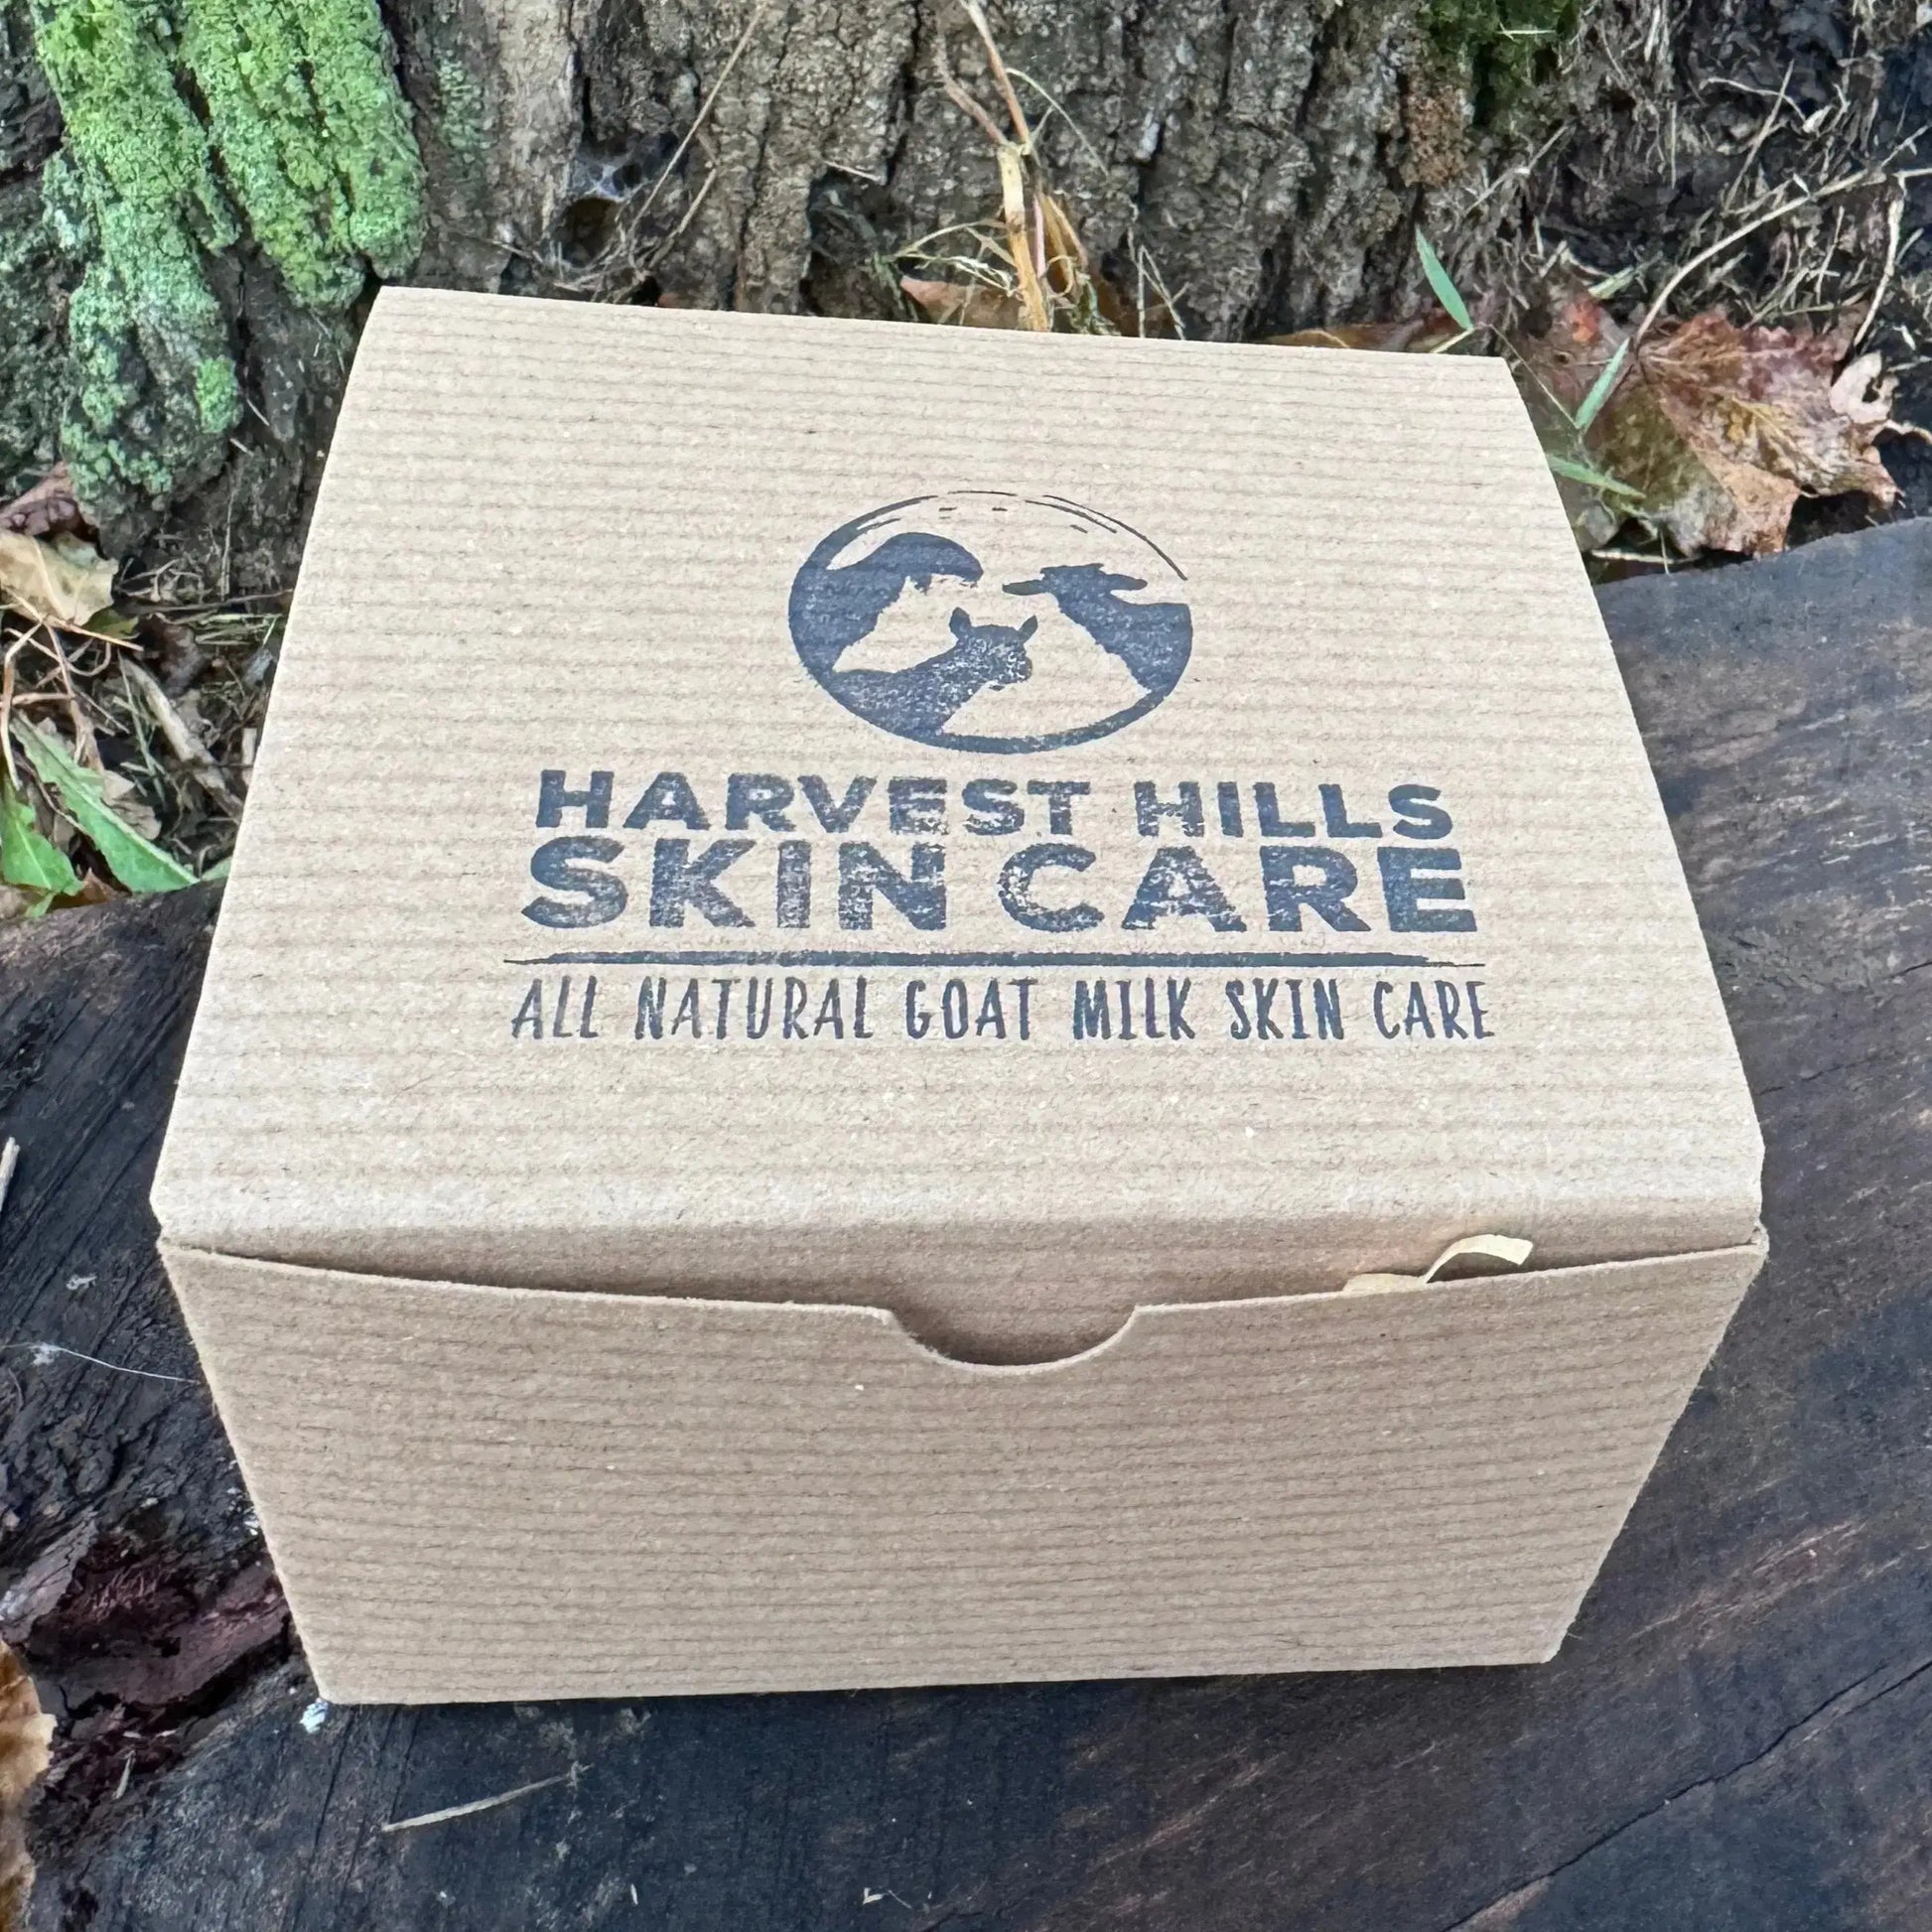 HARVEST HILLS
SKIN CARE
ALL NATURAL GOAT MILK SKIN CARE